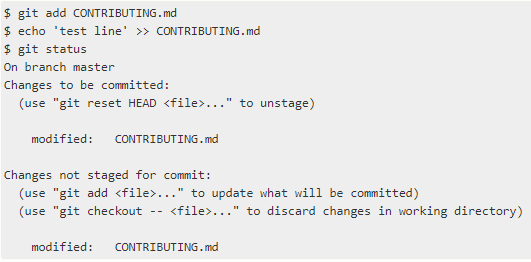 $ git add CONTRIBUTING.md
$ echo 'test line' >> CONTRIBUTING.md
$ git status
On branch master
Changes to be committed:
  (use "git reset HEAD <file>..." to unstage)

    modified:   CONTRIBUTING.md

Changes not staged for commit:
  (use "git add <file>..." to update what will be committed)
  (use "git checkout -- <file>..." to discard changes in working directory)

    modified:   CONTRIBUTING.md